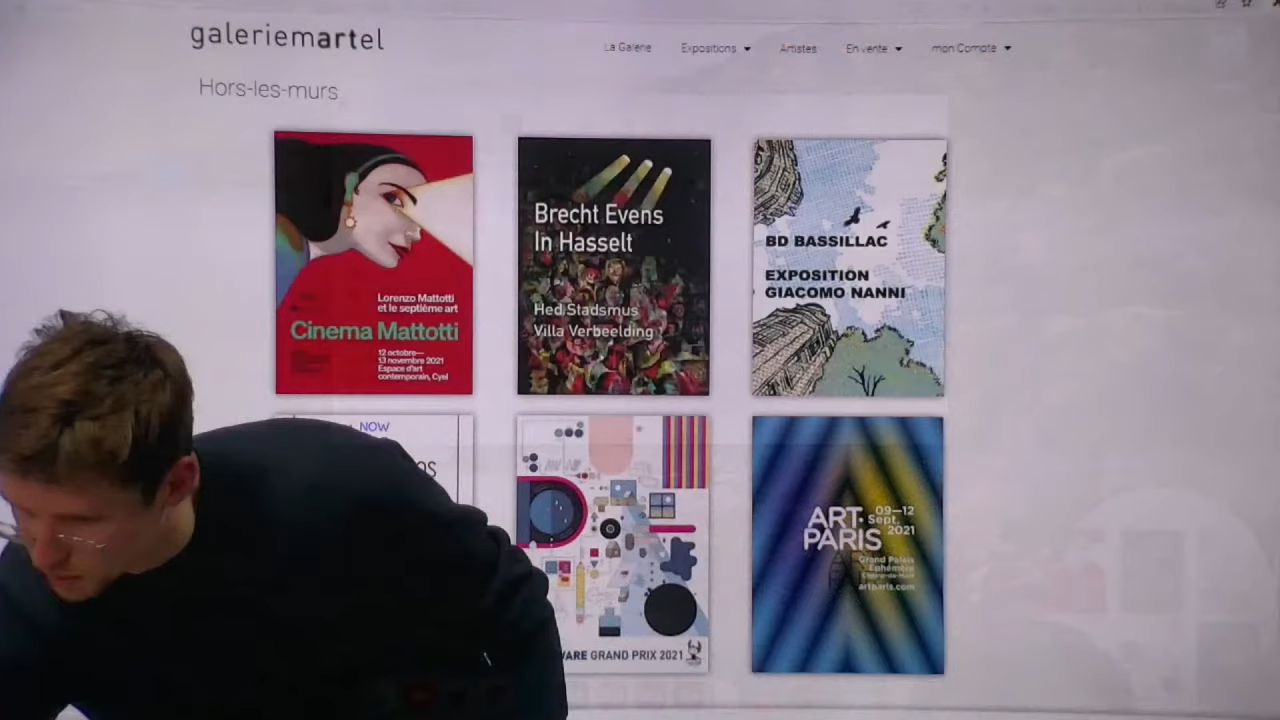 galeriemartel
La Galerie Expositions Artistes En vente mon Compte
Hors-les-murs
Lorenzo Mattotti
et le septième art
Cinema Mattotti
12 octobre—
13 novembre 2021
Espace d'art
contemporain, Cyel
Brecht Evens
In Hasselt
Hed Stadsmus
Villa Verbeelding
BD BASSILLAC
EXPOSITION
GIACOMO NANNI
NOW
OS
WARE GRAND PRIX 2021
ART
PARIS
09—12
Sept.
2021
Grand Palais
Éphémère
artparis.com